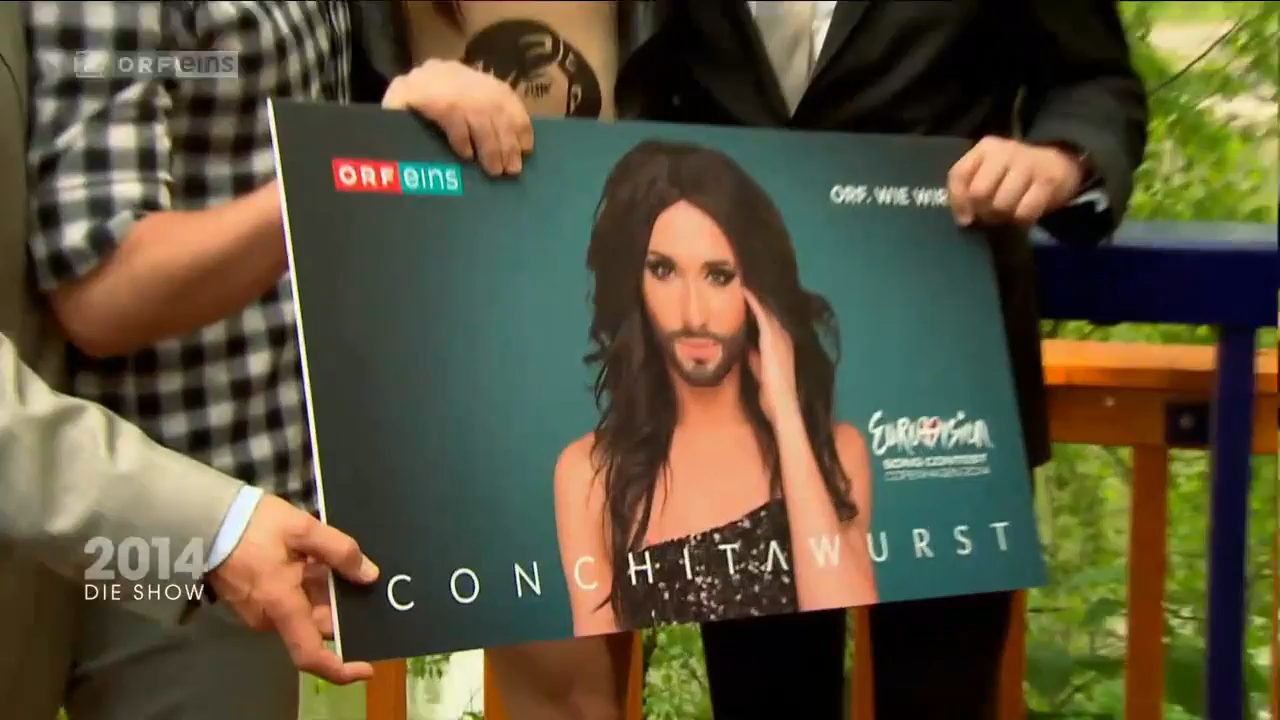 ORF eins
ORF eins
ORF. WIE WIR
EUROVISION
SONG CONTEST
COPENHAGEN 2014
CONCHITA WURST
2014
DIE SHOW